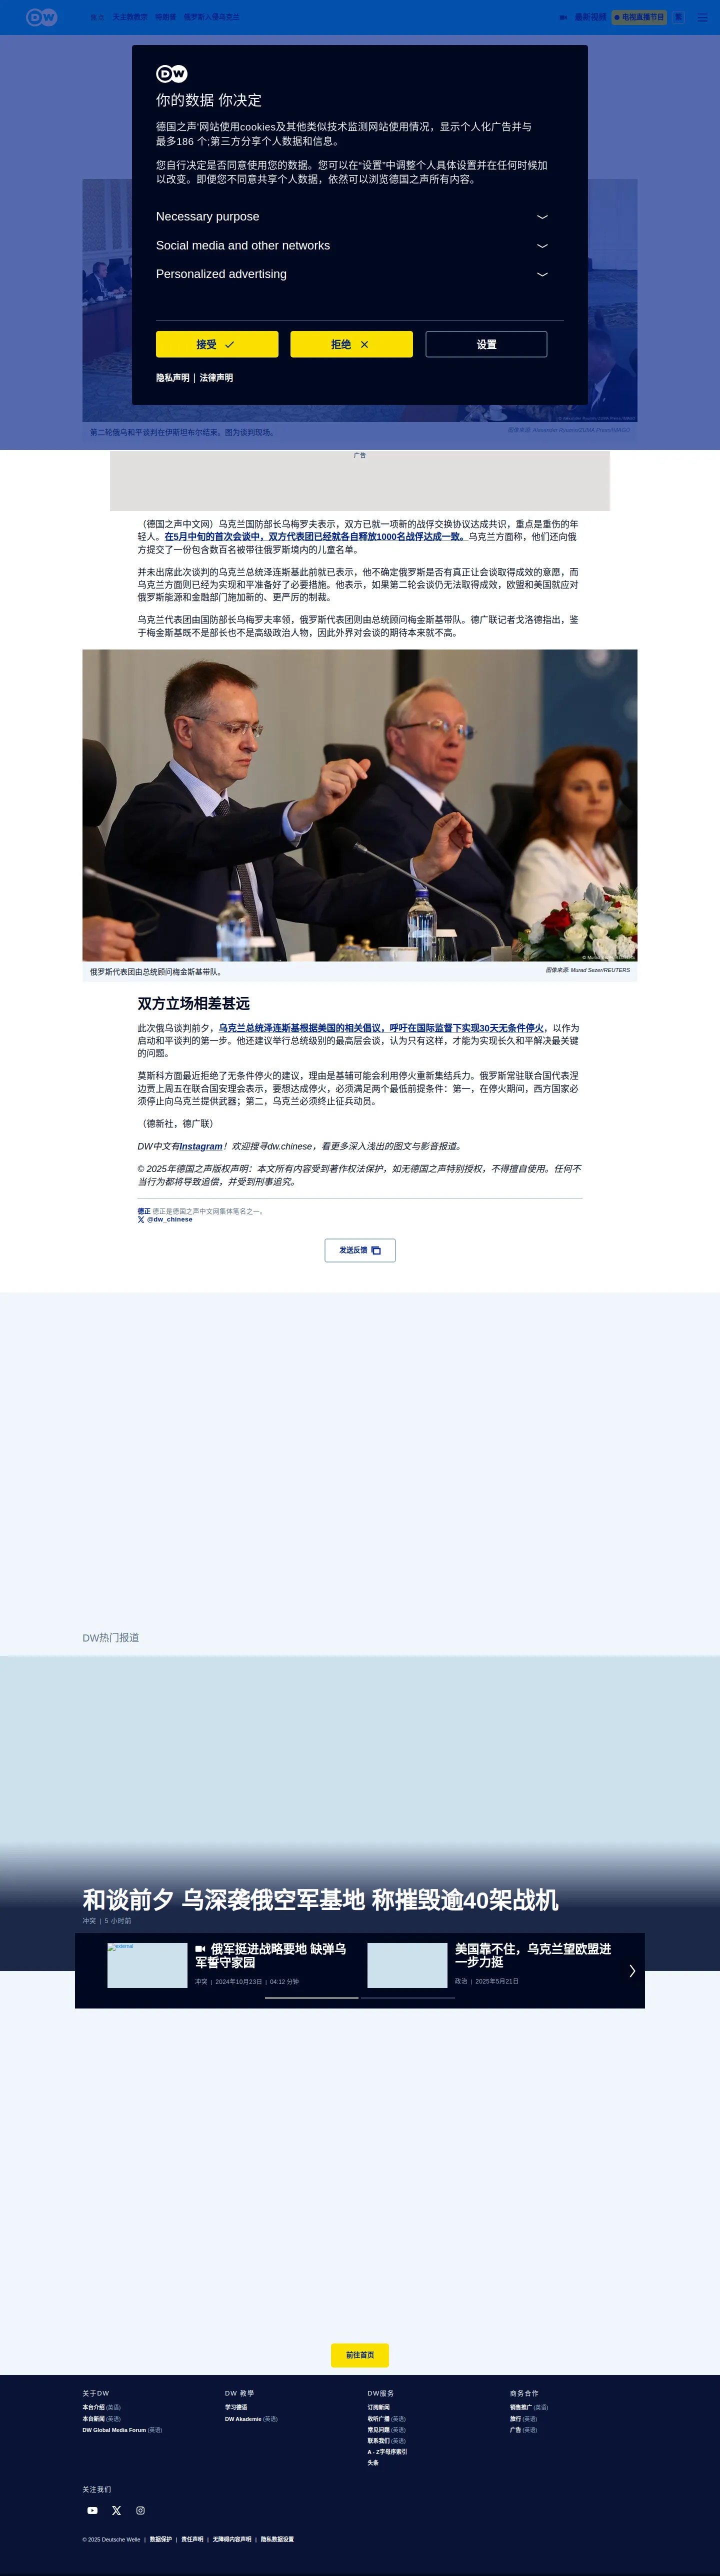 DW
焦点 天主教教宗 特朗普 俄罗斯入侵乌克兰
最新视频 电视直播节目 繁
DW
你的数据 你决定
德国之声'网站使用cookies及其他类似技术监测网站使用情况，显示个人化广告并与
最多186 个;第三方分享个人数据和信息。
您自行决定是否同意使用您的数据。您可以在“设置”中调整个人具体设置并在任何时候加
以改变。即便您不同意共享个人数据，依然可以浏览德国之声所有内容。
Necessary purpose
Social media and other networks
Personalized advertising
接受 拒绝 设置
隐私声明 | 法律声明
第二轮俄乌和平谈判在伊斯坦布尔结束。图为谈判现场。
广告
（德国之声中文网）乌克兰国防部长乌梅罗夫表示，双方已就一项新的战俘交换协议达成共识，重点是重伤的年
轻人。在5月中旬的首次会谈中，双方代表团已经就各自释放1000名战俘达成一致。乌克兰方面称，他们还向俄
方提交了一份包含数百名被带往俄罗斯境内的儿童名单。
并未出席此次谈判的乌克兰总统泽连斯基此前就已表示，他不确定俄罗斯是否有真正让会谈取得成效的意愿，而
乌克兰方面则已经为实现和平准备好了必要措施。他表示，如果第二轮会谈仍无法取得成效，欧盟和美国就应对
俄罗斯能源和金融部门施加新的、更严厉的制裁。
乌克兰代表团由国防部长乌梅罗夫率领，俄罗斯代表团则由总统顾问梅金斯基带队。德广联记者戈洛德指出，鉴
于梅金斯基既不是部长也不是高级政治人物，因此外界对会谈的期待本来就不高。
俄罗斯代表团由总统顾问梅金斯基带队。
图像来源: Murad Sezer/REUTERS
双方立场相差甚远
此次俄乌谈判前夕，乌克兰总统泽连斯基根据美国的相关倡议，呼吁在国际监督下实现30天无条件停火，以作为
启动和平谈判的第一步。他还建议举行总统级别的最高层会谈，认为只有这样，才能为实现长久和平解决最关键
的问题。
莫斯科方面最近拒绝了无条件停火的建议，理由是基辅可能会利用停火重新集结兵力。俄罗斯常驻联合国代表涅
边贾上周五在联合国安理会表示，要想达成停火，必须满足两个最低前提条件：第一，在停火期间，西方国家必
须停止向乌克兰提供武器；第二，乌克兰必须终止征兵动员。
（德新社，德广联）
DW中文有Instagram！欢迎搜寻dw.chinese，看更多深入浅出的图文与影音报道。
© 2025年德国之声版权声明：本文所有内容受到著作权法保护，如无德国之声特别授权，不得擅自使用。任何不
当行为都将导致追偿，并受到刑事追究。
德正 德正是德国之声中文网集体笔名之一。
@dw_chinese
发送反馈
DW热门报道
和谈前夕 乌深袭俄空军基地 称摧毁逾40架战机
冲突 | 5 小时前
external
俄军挺进战略要地 缺弹乌
军誓守家园
冲突 | 2024年10月23日 | 04:12 分钟
美国靠不住，乌克兰望欧盟进
一步力挺
政治 | 2025年5月21日
前往首页
关于DW
本台介绍 (英语)
本台新闻 (英语)
DW Global Media Forum (英语)
DW 教學
学习德语
DW Akademie (英语)
DW服务
订阅新闻
收听广播 (英语)
常见问题 (英语)
联系我们 (英语)
A - Z字母序索引
头条
商务合作
销售推广 (英语)
旅行 (英语)
广告 (英语)
关注我们
© 2025 Deutsche Welle | 数据保护 | 责任声明 | 无障碍内容声明 | 隐私数据设置